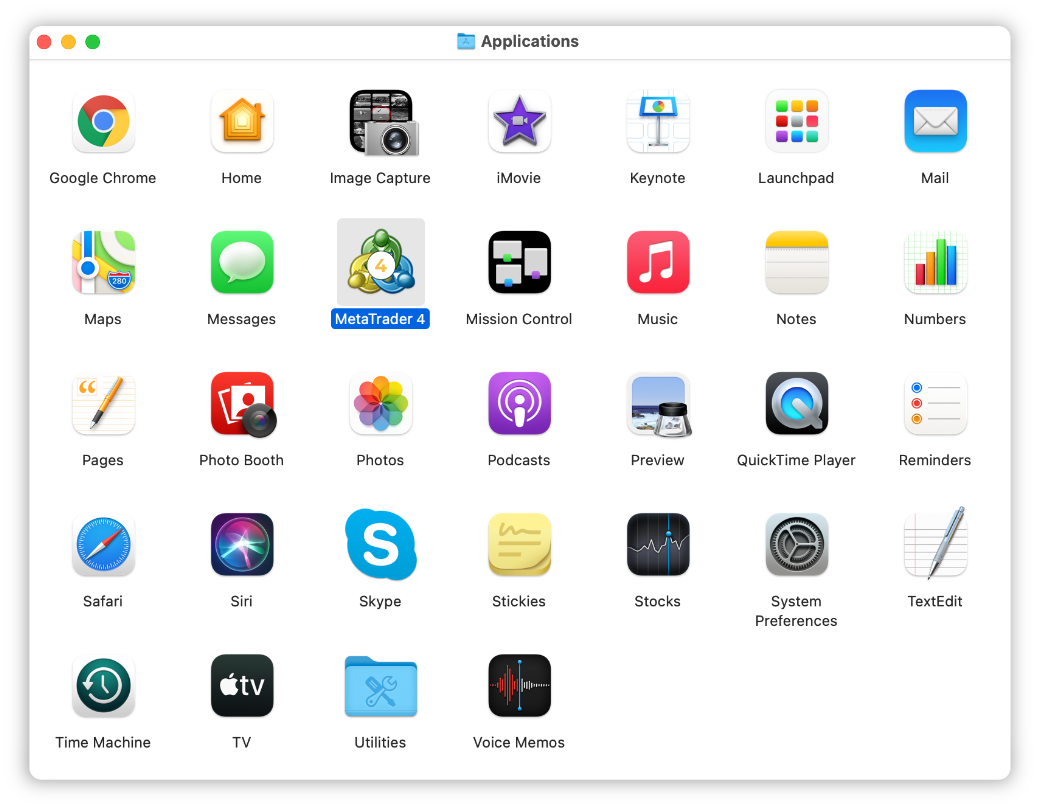 Applications
Google Chrome
Home
Image Capture
iMovie
Keynote
Launchpad
Mail
280
Maps
Messages
4
MetaTrader 4
Mission Control
Music
Notes
Numbers
Pages
Photo Booth
Photos
Podcasts
Preview
QuickTime Player
Reminders
Safari
Siri
S
Skype
Stickies
Stocks
System
Preferences
TextEdit
Time Machine
tv
TV
Utilities
Voice Memos